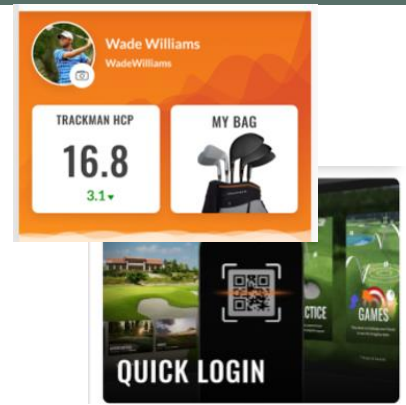 Wade Williams
WadeWilliams
TRACKMAN HCP
MY BAG
16.8
3.1
CTICE
GAMES
QUICK LOGIN